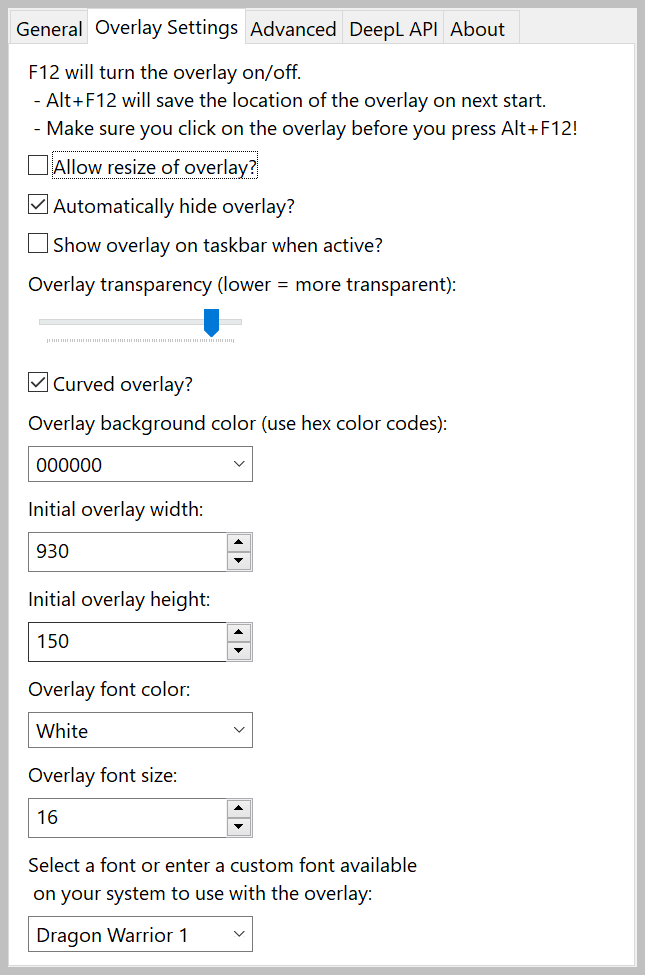 General Overlay Settings Advanced DeepL API About
F12 will turn the overlay on/off.
- Alt+F12 will save the location of the overlay on next start.
- Make sure you click on the overlay before you press Alt+F12!
Allow resize of overlay?
Automatically hide overlay?
Show overlay on taskbar when active?
Overlay transparency (lower = more transparent):
Curved overlay?
Overlay background color (use hex color codes):
000000
Initial overlay width:
930
Initial overlay height:
150
Overlay font color:
White
Overlay font size:
16
Select a font or enter a custom font available
on your system to use with the overlay:
Dragon Warrior 1